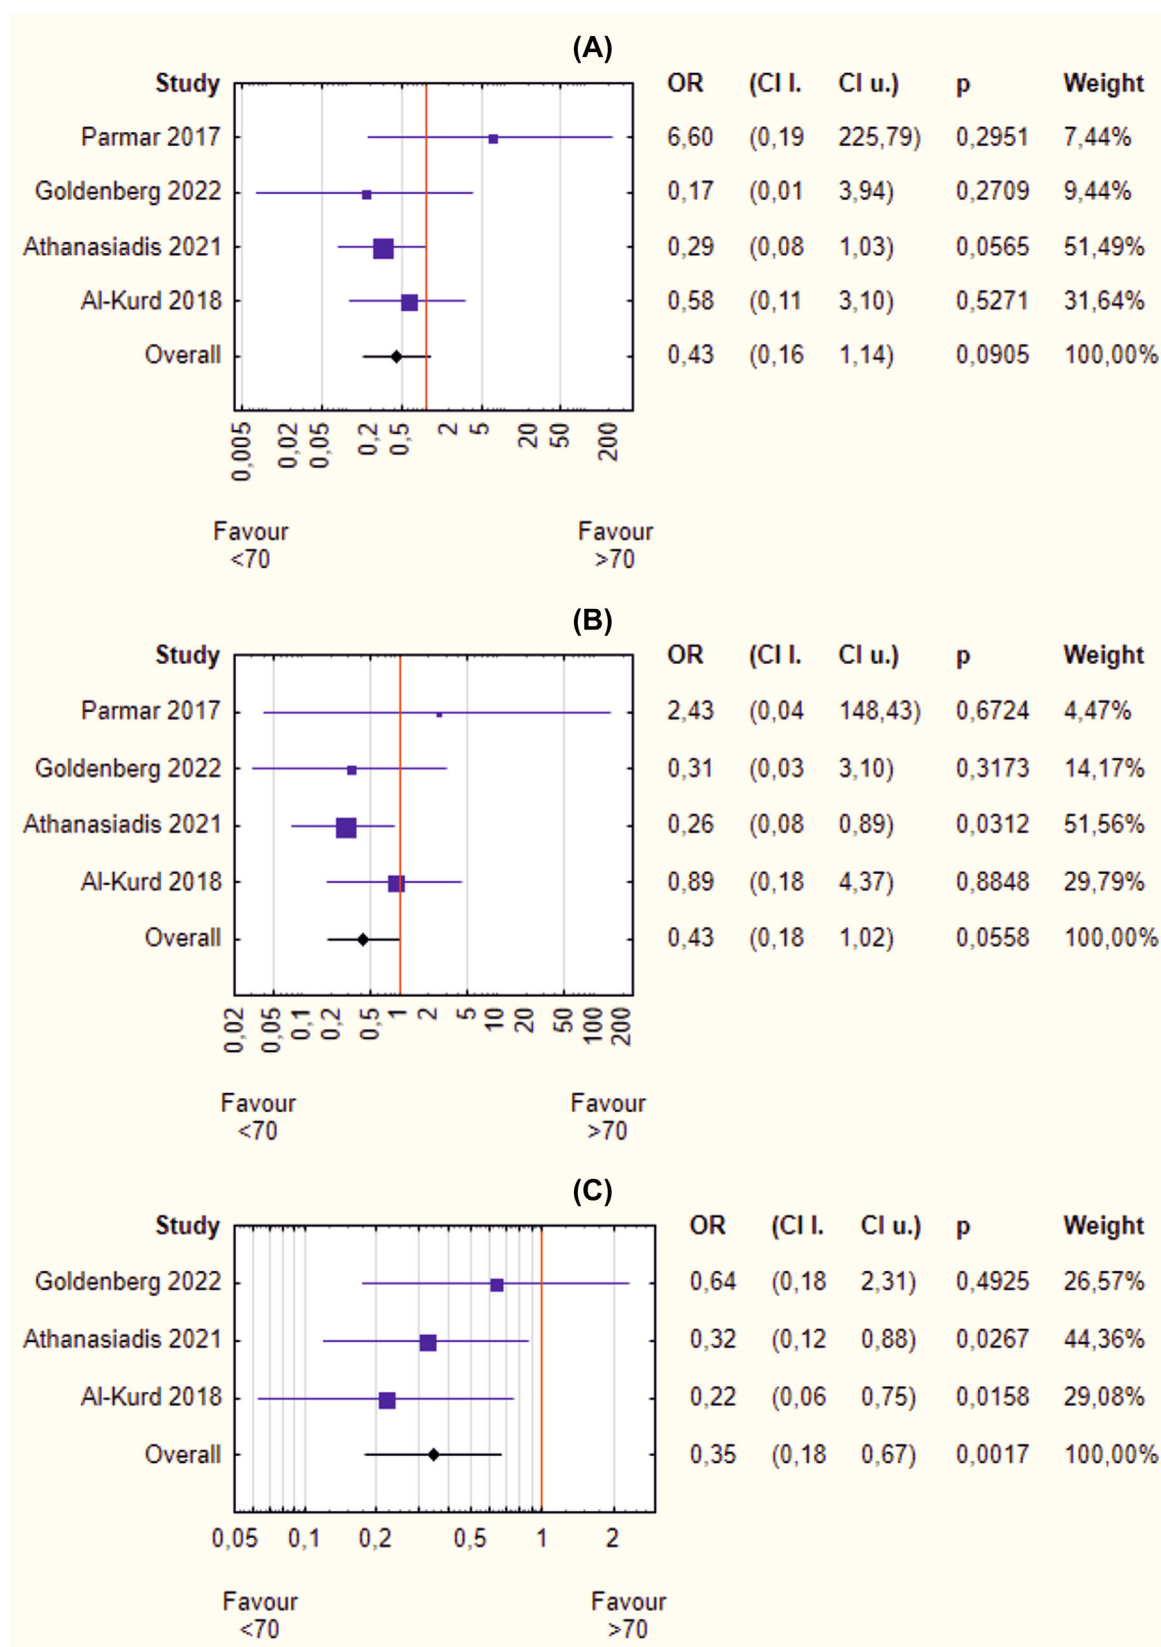 (A)
Study OR (CI l. CI u.) p Weight
Parmar 2017 6,60 (0,19 225,79) 0,2951 7,44%
Goldenberg 2022 0,17 (0,01 3,94) 0,2709 9,44%
Athanasiadis 2021 0,29 (0,08 1,03) 0,0565 51,49%
Al-Kurd 2018 0,58 (0,11 3,10) 0,5271 31,64%
Overall 0,43 (0,16 1,14) 0,0905 100,00%
0,005 0,02 0,05 0,2 0,5 2 5 20 50 200
Favour Favour
<70 >70
(B)
Study OR (CI l. CI u.) p Weight
Parmar 2017 2,43 (0,04 148,43) 0,6724 4,47%
Goldenberg 2022 0,31 (0,03 3,10) 0,3173 14,17%
Athanasiadis 2021 0,26 (0,08 0,89) 0,0312 51,56%
Al-Kurd 2018 0,89 (0,18 4,37) 0,8848 29,79%
Overall 0,43 (0,18 1,02) 0,0558 100,00%
0,02 0,05 0,1 0,2 0,5 1 2 5 10 20 50 100 200
Favour Favour
<70 >70
(C)
Study OR (CI l. CI u.) p Weight
Goldenberg 2022 0,64 (0,18 2,31) 0,4925 26,57%
Athanasiadis 2021 0,32 (0,12 0,88) 0,0267 44,36%
Al-Kurd 2018 0,22 (0,06 0,75) 0,0158 29,08%
Overall 0,35 (0,18 0,67) 0,0017 100,00%
0,05 0,1 0,2 0,5 1 2
Favour Favour
<70 >70